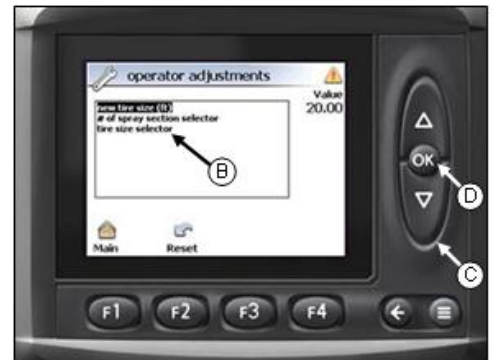 operator adjustments
Value
20.00
new tire size (ft)
# of spray section selector
tire size selector
B
Main
Reset
OK
D
C
F1
F2
F3
F4